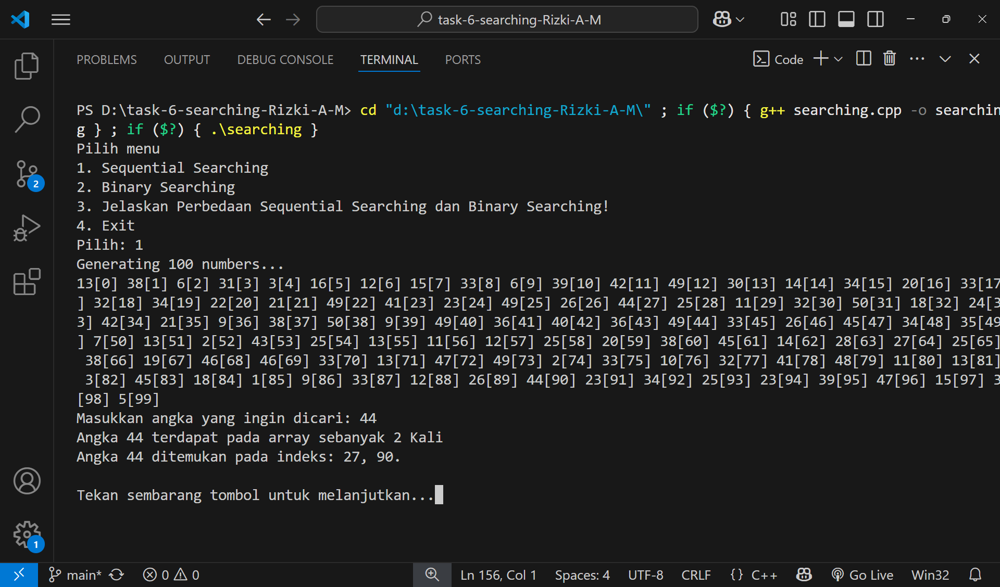 task-6-searching-Rizki-A-M
PROBLEMS OUTPUT DEBUG CONSOLE TERMINAL PORTS Code
PS D:\task-6-searching-Rizki-A-M> cd "d:\task-6-searching-Rizki-A-M\" ; if ($?) { g++ searching.cpp -o searchin
g } ; if ($?) { .\searching }
Pilih menu
1. Sequential Searching
2. Binary Searching
3. Jelaskan Perbedaan Sequential Searching dan Binary Searching!
4. Exit
Pilih: 1
Generating 100 numbers...
13[0] 38[1] 6[2] 31[3] 3[4] 16[5] 12[6] 15[7] 33[8] 6[9] 39[10] 42[11] 49[12] 30[13] 14[14] 34[15] 20[16] 33[17
] 32[18] 34[19] 22[20] 21[21] 49[22] 41[23] 23[24] 49[25] 26[26] 44[27] 25[28] 11[29] 32[30] 50[31] 18[32] 24[3
3] 42[34] 21[35] 9[36] 38[37] 50[38] 9[39] 49[40] 36[41] 40[42] 36[43] 49[44] 33[45] 26[46] 45[47] 34[48] 35[49
] 7[50] 13[51] 2[52] 43[53] 25[54] 13[55] 11[56] 12[57] 25[58] 20[59] 38[60] 45[61] 14[62] 28[63] 27[64] 25[65]
38[66] 19[67] 46[68] 46[69] 33[70] 13[71] 47[72] 49[73] 2[74] 33[75] 10[76] 32[77] 41[78] 48[79] 11[80] 13[81]
3[82] 45[83] 18[84] 1[85] 9[86] 33[87] 12[88] 26[89] 44[90] 23[91] 34[92] 25[93] 23[94] 39[95] 47[96] 15[97] 3
[98] 5[99]
Masukkan angka yang ingin dicari: 44
Angka 44 terdapat pada array sebanyak 2 Kali
Angka 44 ditemukan pada indeks: 27, 90.
Tekan sembarang tombol untuk melanjutkan...
2
1
main* 0 0 Ln 156, Col 1 Spaces: 4 UTF-8 CRLF {} C++ Go Live Win32